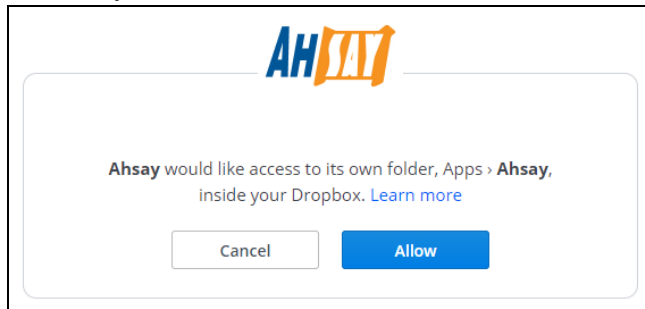 AHSAY
Ahsay would like access to its own folder, Apps › Ahsay,
inside your Dropbox. Learn more
Cancel
Allow